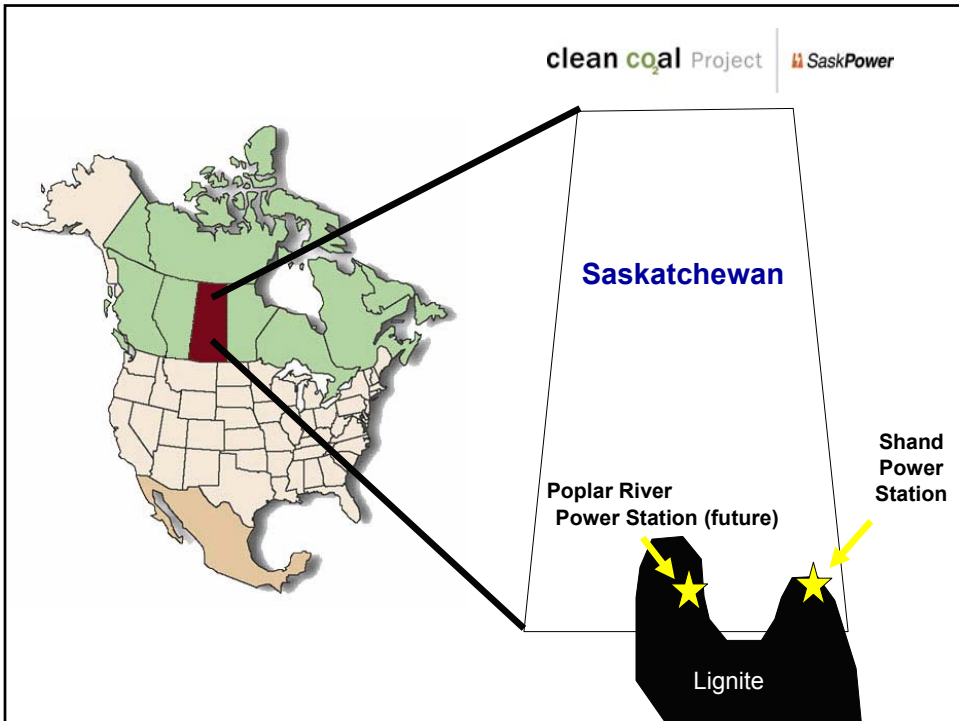 clean co2al Project SaskPower
Saskatchewan
Shand
Power
Station
Poplar River
Power Station (future)
Lignite